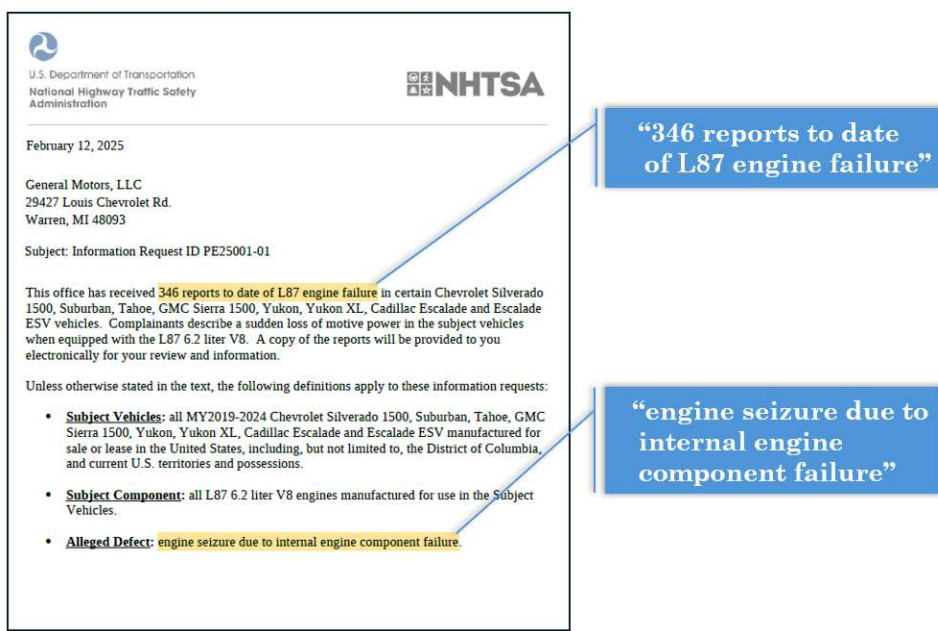 U.S. Department of Transportation
National Highway Traffic Safety
Administration
NHTSA
February 12, 2025
General Motors, LLC
29427 Louis Chevrolet Rd.
Warren, MI 48093
Subject: Information Request ID PE25001-01
This office has received 346 reports to date of L87 engine failure in certain Chevrolet Silverado
1500, Suburban, Tahoe, GMC Sierra 1500, Yukon, Yukon XL, Cadillac Escalade and Escalade
ESV vehicles. Complainants describe a sudden loss of motive power in the subject vehicles
when equipped with the L87 6.2 liter V8. A copy of the reports will be provided to you
electronically for your review and information.
Unless otherwise stated in the text, the following definitions apply to these information requests:
• Subject Vehicles: all MY2019-2024 Chevrolet Silverado 1500, Suburban, Tahoe, GMC
Sierra 1500, Yukon, Yukon XL, Cadillac Escalade and Escalade ESV manufactured for
sale or lease in the United States, including, but not limited to, the District of Columbia,
and current U.S. territories and possessions.
• Subject Component: all L87 6.2 liter V8 engines manufactured for use in the Subject
Vehicles.
• Alleged Defect: engine seizure due to internal engine component failure.
“346 reports to date
of L87 engine failure”
“engine seizure due to
internal engine
component failure”